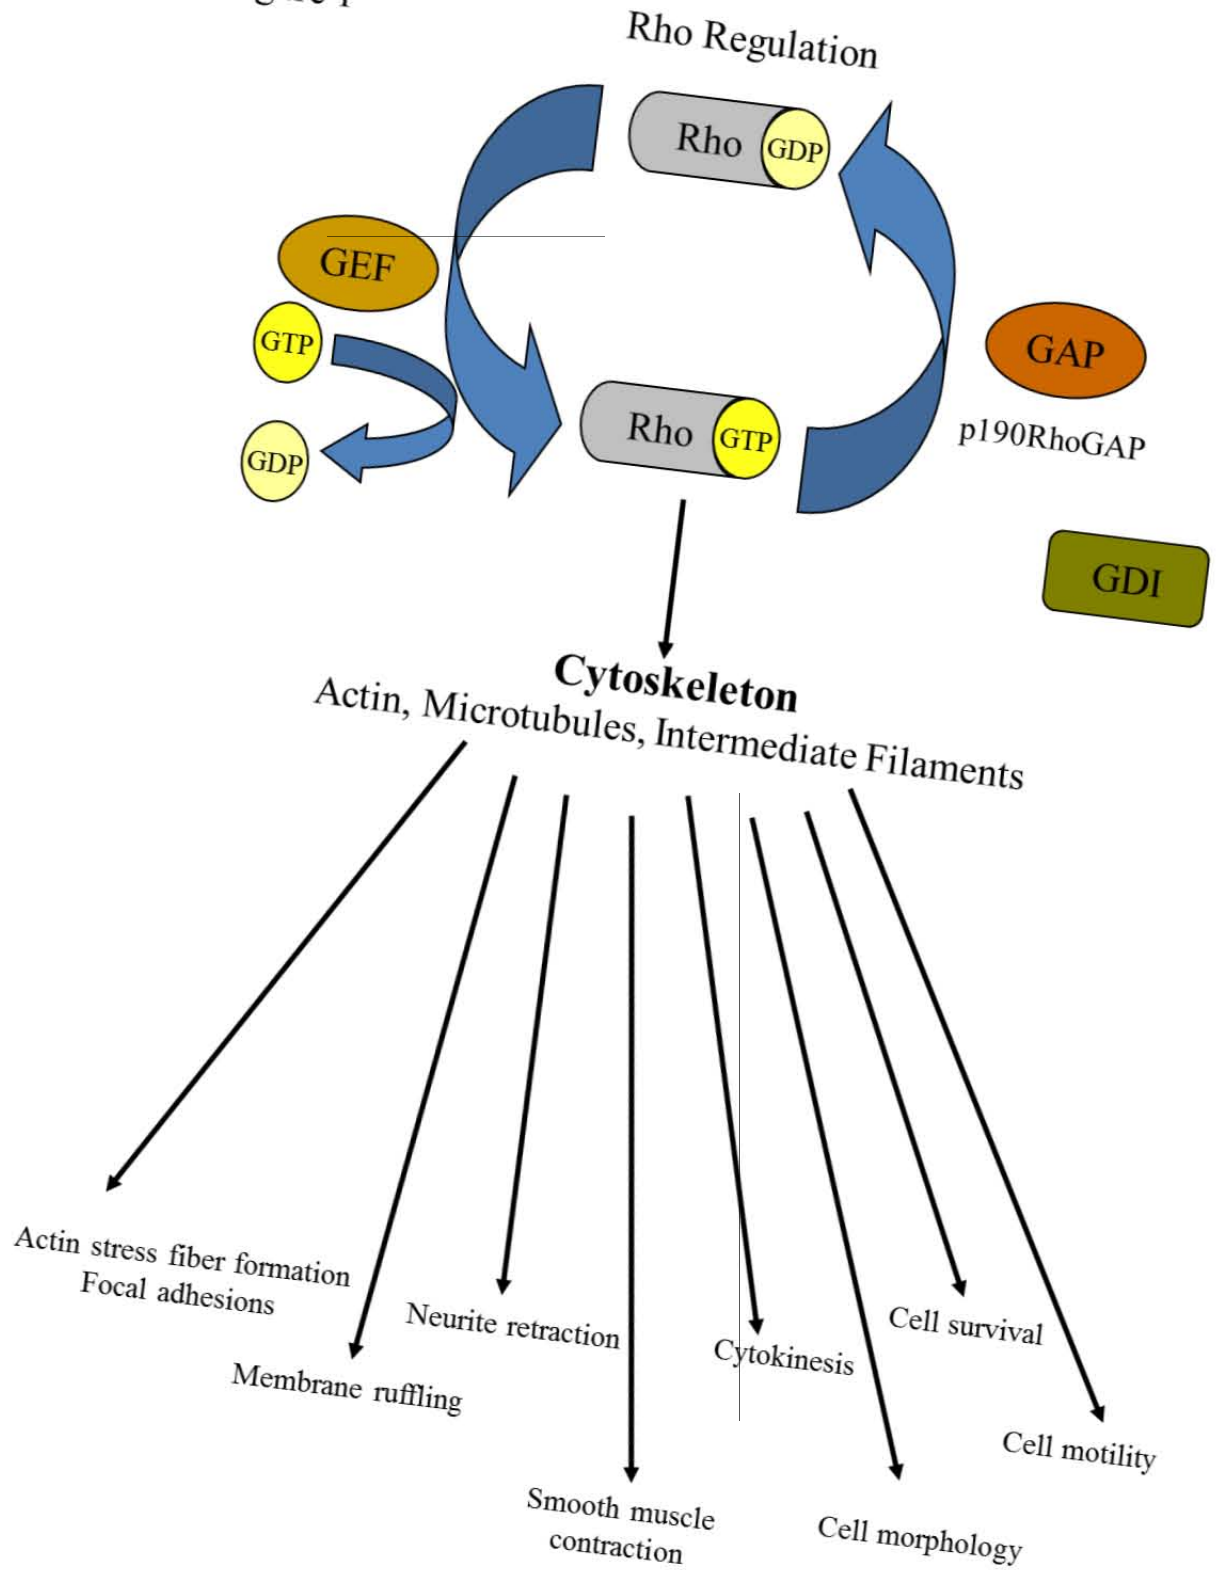 Rho Regulation
Rho
GDP
GEF
GTP
GDP
Rho
GTP
GAP
p190RhoGAP
GDI
Cytoskeleton
Actin, Microtubules, Intermediate Filaments
Actin stress fiber formation
Focal adhesions
Membrane ruffling
Neurite retraction
Smooth muscle
contraction
Cytokinesis
Cell morphology
Cell survival
Cell motility